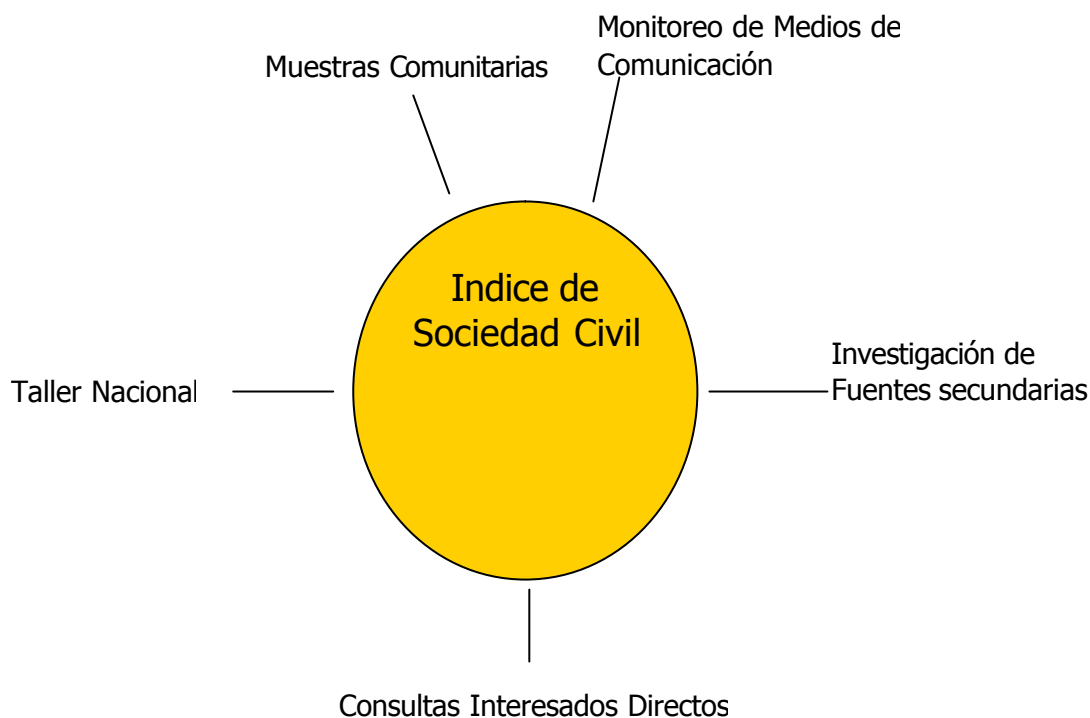 Monitoreo de Medios de
Comunicación
Muestras Comunitarias
Indice de
Sociedad Civil
Taller Nacional
Investigación de
Fuentes secundarias
Consultas Interesados Directos